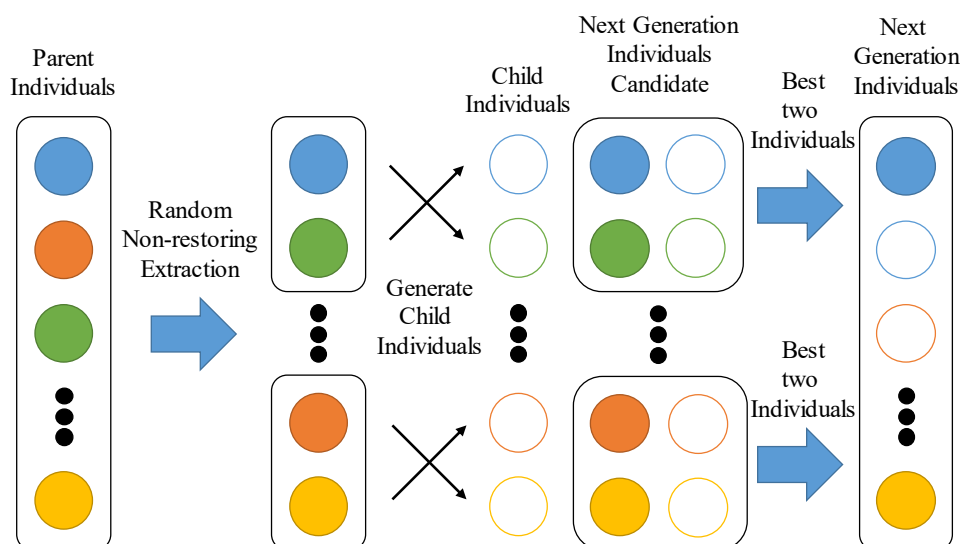 Parent
Individuals
Random
Non-restoring
Extraction
Generate
Child
Individuals
Child
Individuals
Next Generation
Individuals
Candidate
Best
two
Individuals
Best
two
Individuals
Next
Generation
Individuals